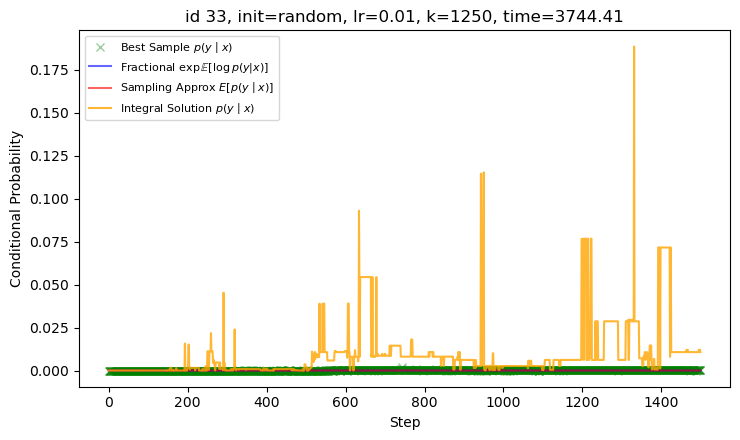 id 33, init=random, lr=0.01, k=1250, time=3744.41
Best Sample p(y | x)
Fractional exp𝔼[log p(y|x)]
Sampling Approx E[p(y | x)]
Integral Solution p(y | x)
Conditional Probability
0.175
0.150
0.125
0.100
0.075
0.050
0.025
0.000
0 200 400 600 800 1000 1200 1400
Step